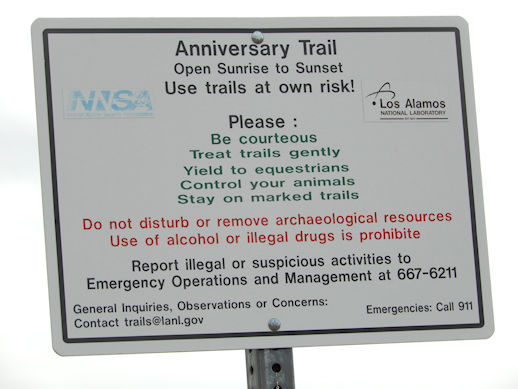 Anniversary Trail
Open Sunrise to Sunset
Use trails at own risk!
NNSA
Los Alamos
NATIONAL LABORATORY
Please :
Be courteous
Treat trails gently
Yield to equestrians
Control your animals
Stay on marked trails
Do not disturb or remove archaeological resources
Use of alcohol or illegal drugs is prohibite
Report illegal or suspicious activities to
Emergency Operations and Management at 667-6211
General Inquiries, Observations or Concerns:
Contact trails@lanl.gov
Emergencies: Call 911